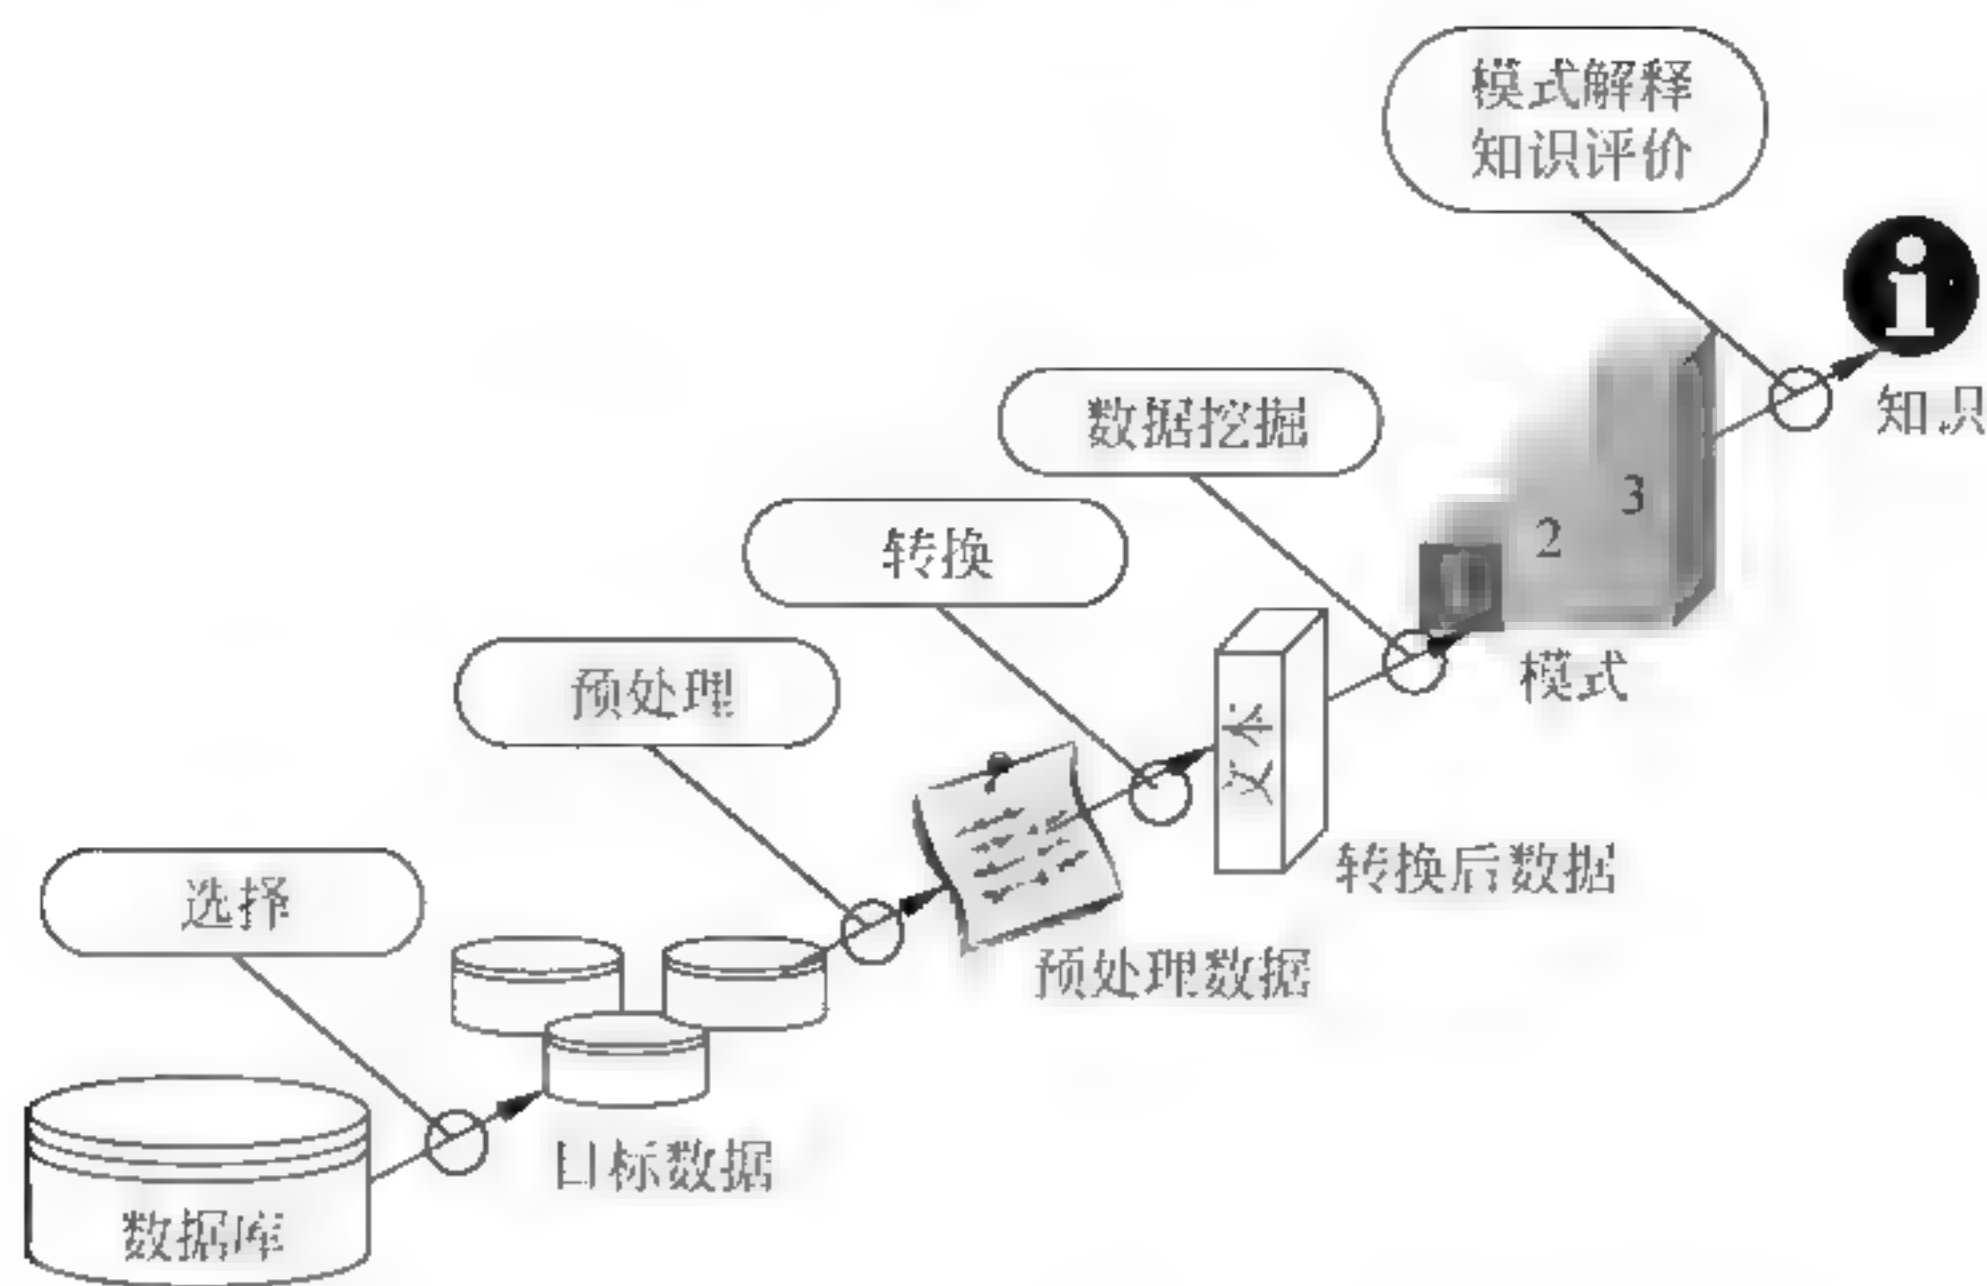 模式解释
知识评价
知识
数据挖掘
3
2
转换
模式
预处理
文本
转换后数据
选择
预处理数据
目标数据
数据库